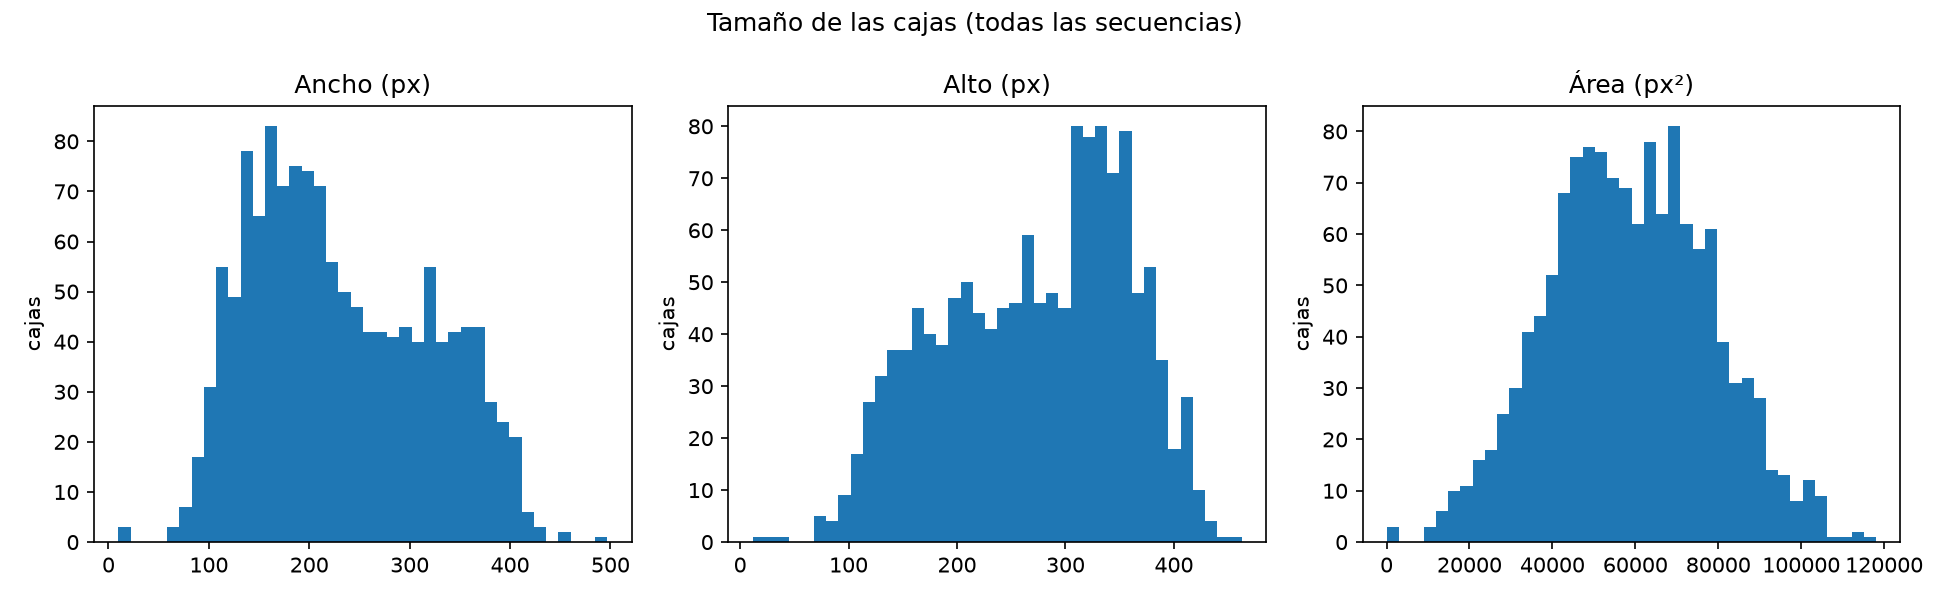 Tamaño de las cajas (todas las secuencias)
Ancho (px)
cajas
80
70
60
50
40
30
20
10
0
0 100 200 300 400 500
Alto (px)
cajas
80
70
60
50
40
30
20
10
0
0 100 200 300 400
Área (px²)
cajas
80
70
60
50
40
30
20
10
0
0 20000 40000 60000 80000 100000 120000